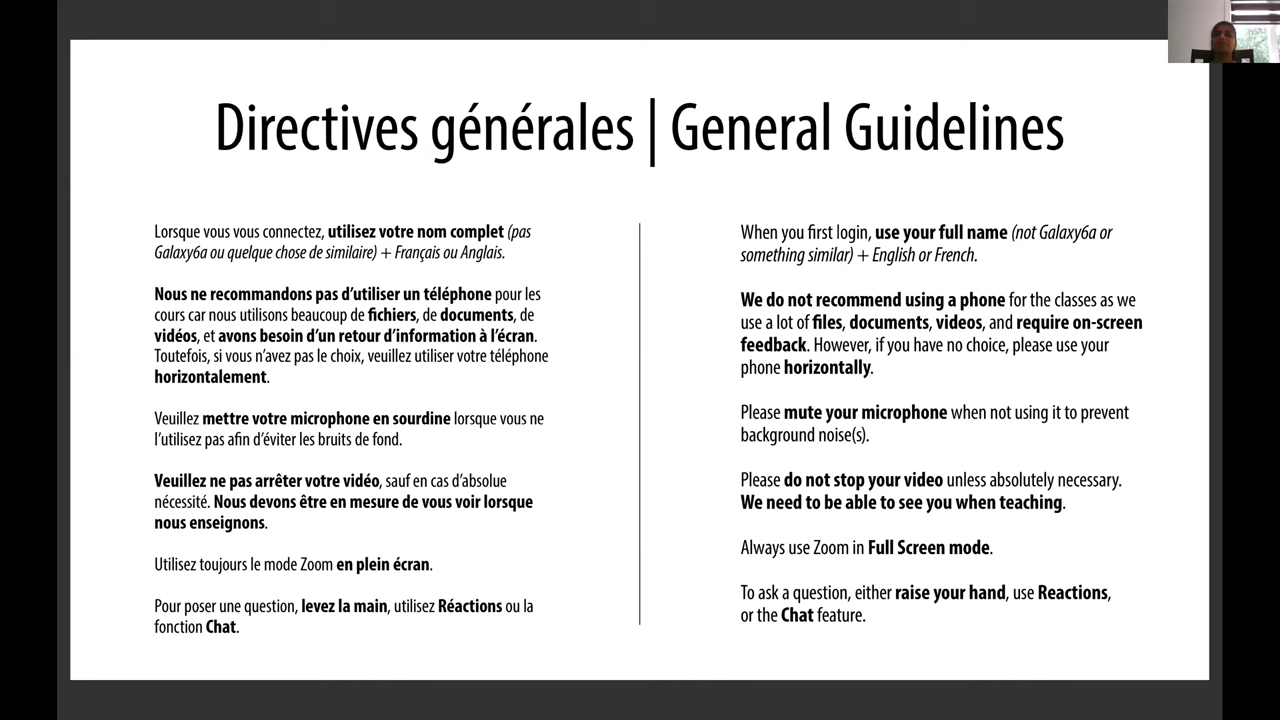 Directives générales | General Guidelines
Lorsque vous vous connectez, utilisez votre nom complet (pas
Galaxy6a ou quelque chose de similaire) + Français ou Anglais.
Nous ne recommandons pas d’utiliser un téléphone pour les
cours car nous utilisons beaucoup de fichiers, de documents, de
vidéos, et avons besoin d’un retour d’information à l’écran.
Toutefois, si vous n’avez pas le choix, veuillez utiliser votre téléphone
horizontalement.
Veuillez mettre votre microphone en sourdine lorsque vous ne
l’utilisez pas afin d’éviter les bruits de fond.
Veuillez ne pas arrêter votre vidéo, sauf en cas d’absolue
nécessité. Nous devons être en mesure de vous voir lorsque
nous enseignons.
Utilisez toujours le mode Zoom en plein écran.
Pour poser une question, levez la main, utilisez Réactions ou la
fonction Chat.
When you first login, use your full name (not Galaxy6a or
something similar) + English or French.
We do not recommend using a phone for the classes as we
use a lot of files, documents, videos, and require on-screen
feedback. However, if you have no choice, please use your
phone horizontally.
Please mute your microphone when not using it to prevent
background noise(s).
Please do not stop your video unless absolutely necessary.
We need to be able to see you when teaching.
Always use Zoom in Full Screen mode.
To ask a question, either raise your hand, use Reactions,
or the Chat feature.